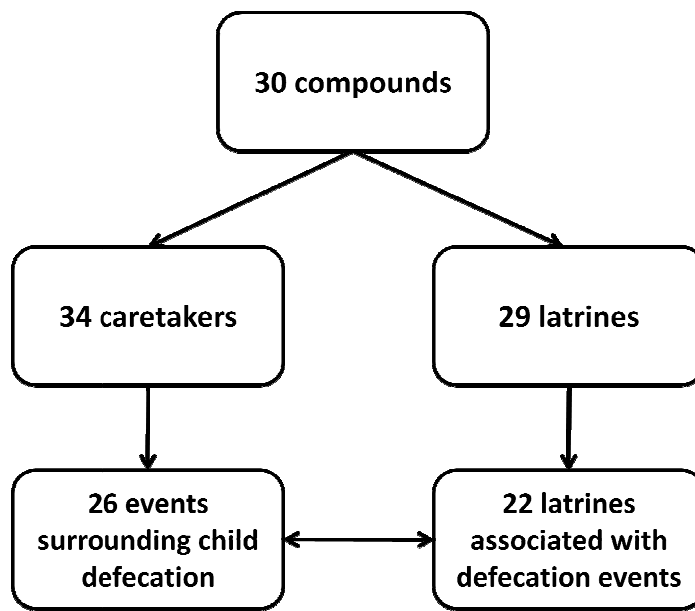 30 compounds
34 caretakers
29 latrines
26 events
surrounding child
defecation
22 latrines
associated with
defecation events